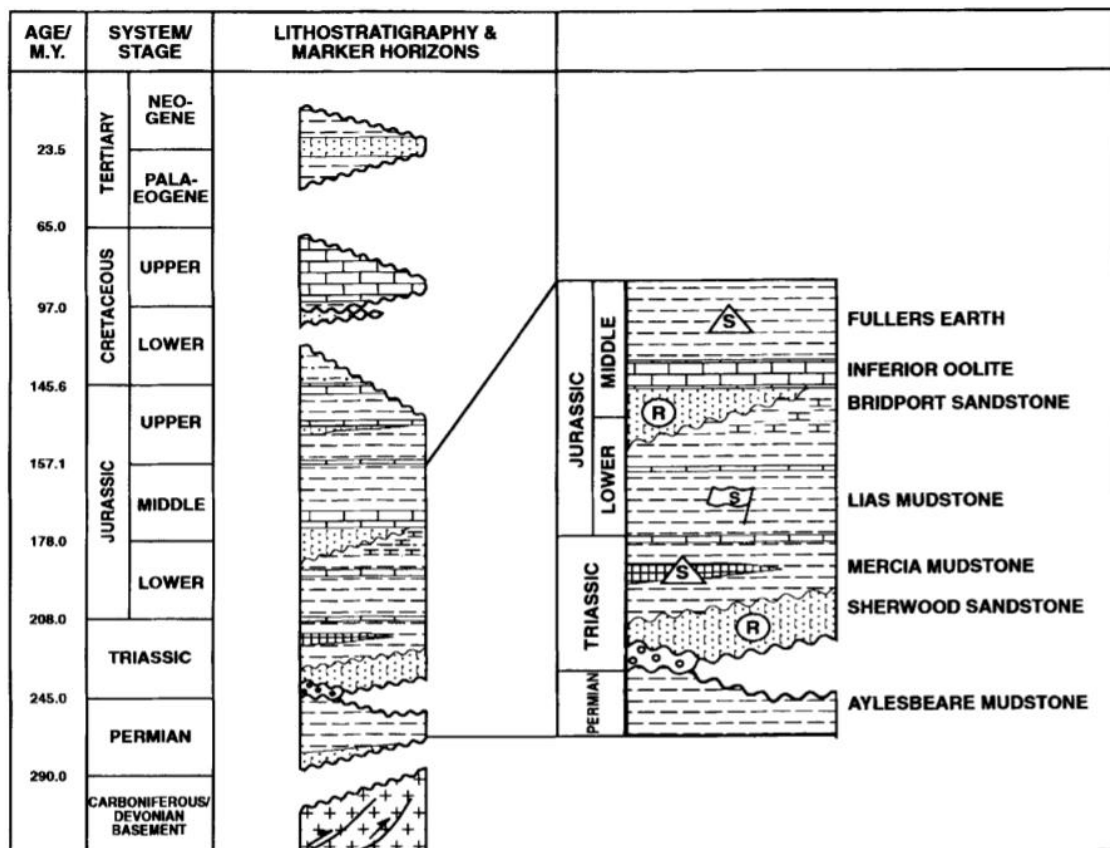 AGE/
M.Y.
SYSTEM/
STAGE
LITHOSTRATIGRAPHY &
MARKER HORIZONS
TERTIARY
NEO-
GENE
23.5
PALA-
EOGENE
65.0
CRETACEOUS
UPPER
97.0
LOWER
145.6
JURASSIC
UPPER
157.1
MIDDLE
178.0
LOWER
208.0
TRIASSIC
245.0
PERMIAN
290.0
CARBONIFEROUS/
DEVONIAN
BASEMENT
JURASSIC
MIDDLE
S
FULLERS EARTH
INFERIOR OOLITE
R
BRIDPORT SANDSTONE
LOWER
S
LIAS MUDSTONE
TRIASSIC
S
MERCIA MUDSTONE
R
SHERWOOD SANDSTONE
PERMIAN
AYLESBEARE MUDSTONE